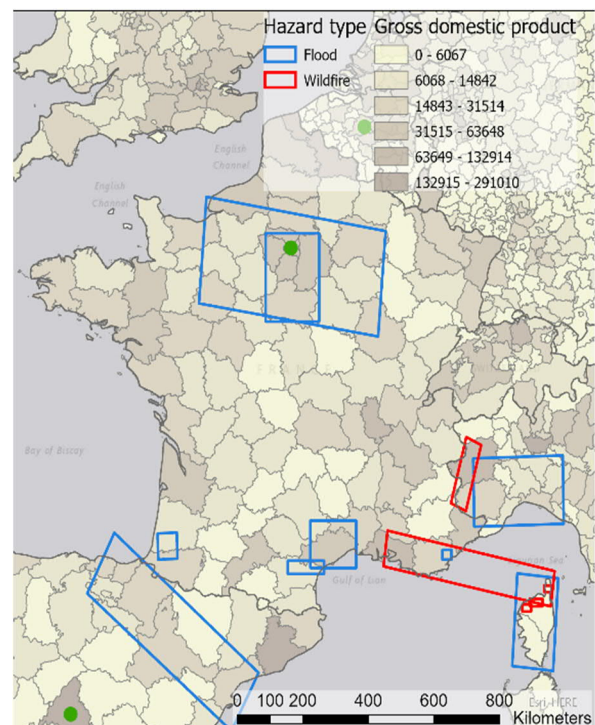 Hazard type Gross domestic product
Flood
Wildfire
0 - 6067
6068 - 14842
14843 - 31514
31515 - 63648
63649 - 132914
132915 - 291010
English
Channel
English
Channel
FRANCE
Bay of Biscay
Gulf of Lion
Sea
0 100 200 400 600 800
Kilometers
Esri, HERE